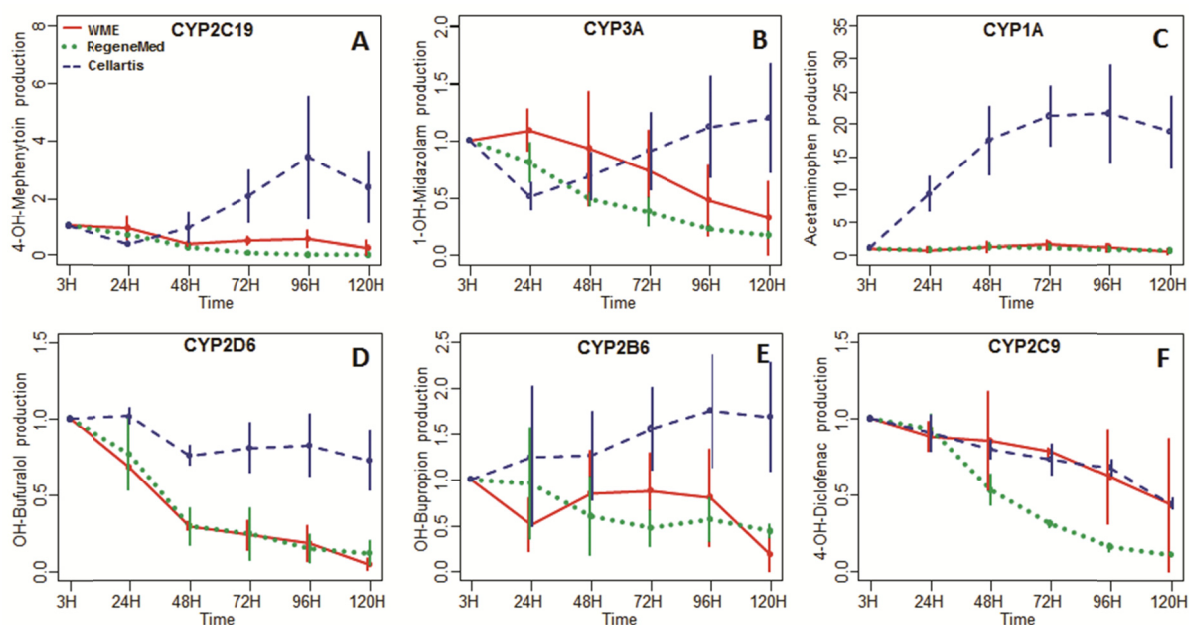 CYP2C19
A
4-OH-Mephenytoin production
WME
RegeneMed
Cellartis
8
6
4
2
0
3H 24H 48H 72H 96H 120H
Time
CYP3A
B
1-OH-Midazolam production
2.0
1.5
1.0
0.5
0.0
3H 24H 48H 72H 96H 120H
Time
CYP1A
C
Acetaminophen production
35
30
25
20
15
10
5
0
3H 24H 48H 72H 96H 120H
Time
CYP2D6
D
OH-Bufuralol production
1.5
1.0
0.5
0.0
3H 24H 48H 72H 96H 120H
Time
CYP2B6
E
OH-Bupropion production
2.5
2.0
1.5
1.0
0.5
0.0
3H 24H 48H 72H 96H 120H
Time
CYP2C9
F
4-OH-Diclofenac production
1.5
1.0
0.5
0.0
3H 24H 48H 72H 96H 120H
Time